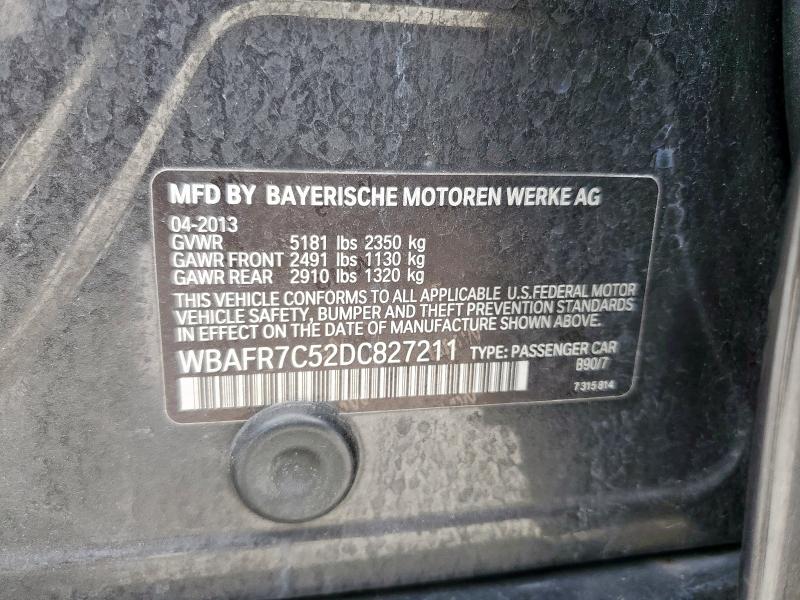 MFD BY BAYERISCHE MOTOREN WERKE AG
04-2013
GVWR 5181 lbs 2350 kg
GAWR FRONT 2491 lbs 1130 kg
GAWR REAR 2910 lbs 1320 kg
THIS VEHICLE CONFORMS TO ALL APPLICABLE U.S.FEDERAL MOTOR
VEHICLE SAFETY, BUMPER AND THEFT PREVENTION STANDARDS
IN EFFECT ON THE DATE OF MANUFACTURE SHOWN ABOVE.
WBAFR7C52DC827211 TYPE: PASSENGER CAR
B90/7
7 315 814